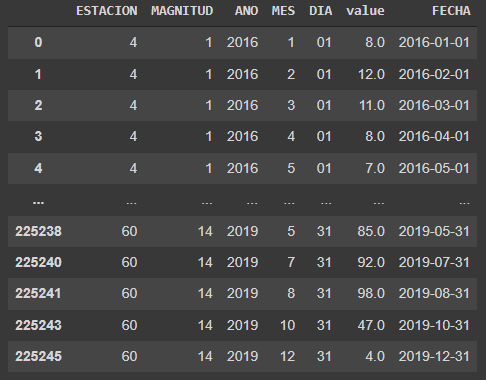 ESTACION MAGNITUD ANO MES DIA value FECHA
0 4 1 2016 1 01 8.0 2016-01-01
1 4 1 2016 2 01 12.0 2016-02-01
2 4 1 2016 3 01 11.0 2016-03-01
3 4 1 2016 4 01 8.0 2016-04-01
4 4 1 2016 5 01 7.0 2016-05-01
... ... ... ... ... ... ... ...
225238 60 14 2019 5 31 85.0 2019-05-31
225240 60 14 2019 7 31 92.0 2019-07-31
225241 60 14 2019 8 31 98.0 2019-08-31
225243 60 14 2019 10 31 47.0 2019-10-31
225245 60 14 2019 12 31 4.0 2019-12-31